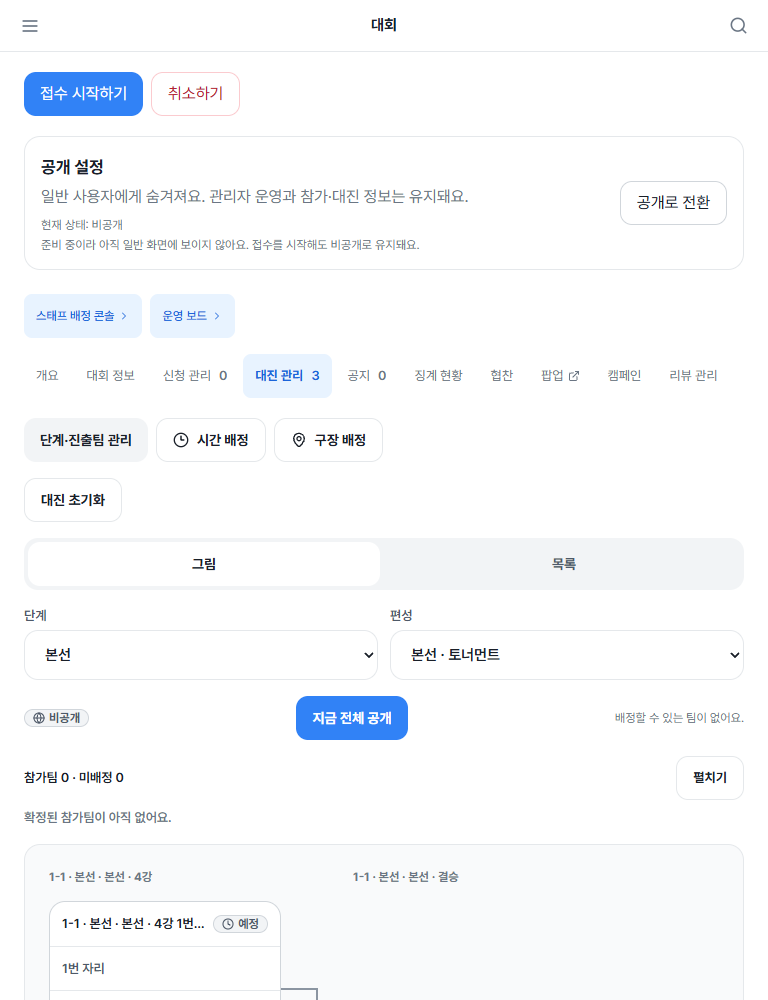 대회
접수 시작하기
취소하기
공개 설정
일반 사용자에게 숨겨져요. 관리자 운영과 참가·대진 정보는 유지돼요.
현재 상태: 비공개
준비 중이라 아직 일반 화면에 보이지 않아요. 접수를 시작해도 비공개로 유지돼요.
공개로 전환
스태프 배정 콘솔
운영 보드
개요
대회 정보
신청 관리 0
대진 관리 3
공지 0
징계 현황
협찬
팝업
캠페인
리뷰 관리
단계·진출팀 관리
시간 배정
구장 배정
대진 초기화
그림
목록
단계
편성
본선
본선 · 토너먼트
비공개
지금 전체 공개
배정할 수 있는 팀이 없어요.
참가팀 0 · 미배정 0
펼치기
확정된 참가팀이 아직 없어요.
1-1 · 본선 · 본선 · 4강
1-1 · 본선 · 본선 · 결승
1-1 · 본선 · 본선 · 4강 1번...
예정
1번 자리